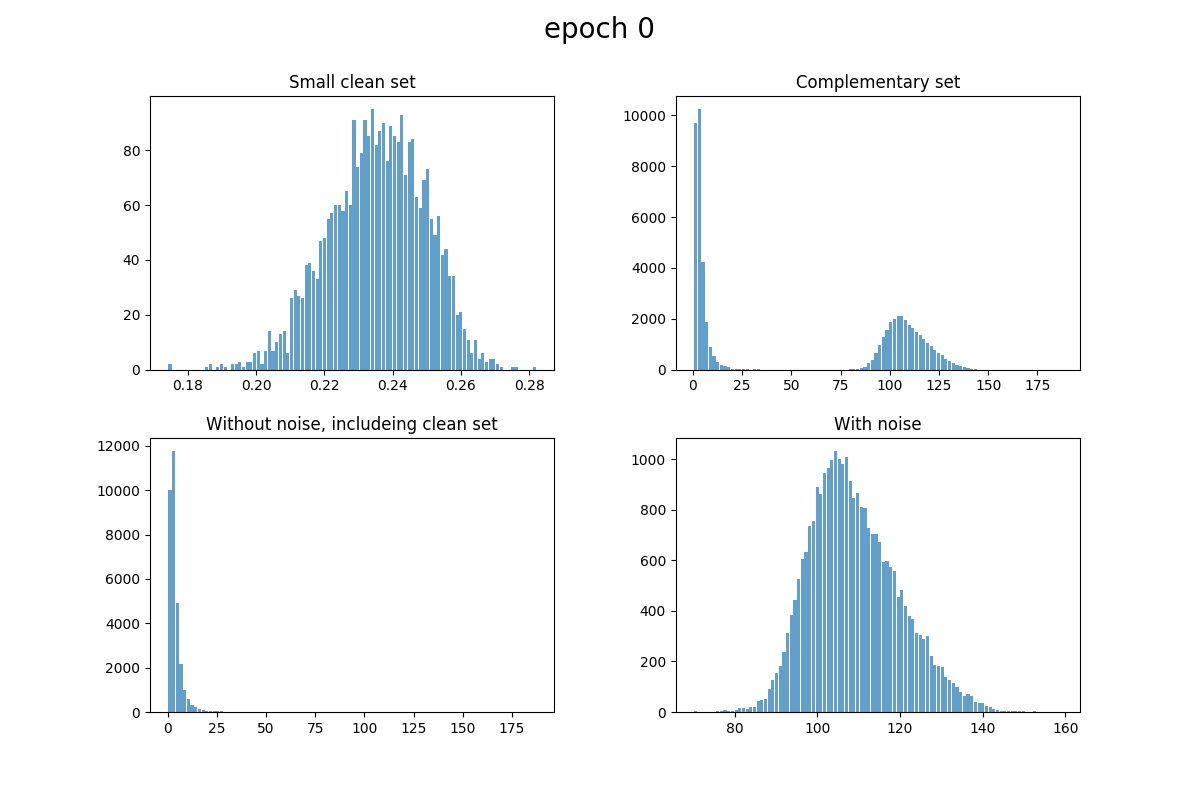 epoch 0
Small clean set
80
60
40
20
0
0.18 0.20 0.22 0.24 0.26 0.28
Complementary set
10000
8000
6000
4000
2000
0
0 25 50 75 100 125 150 175
Without noise, includeing clean set
12000
10000
8000
6000
4000
2000
0
0 25 50 75 100 125 150 175
With noise
1000
800
600
400
200
0
80 100 120 140 160